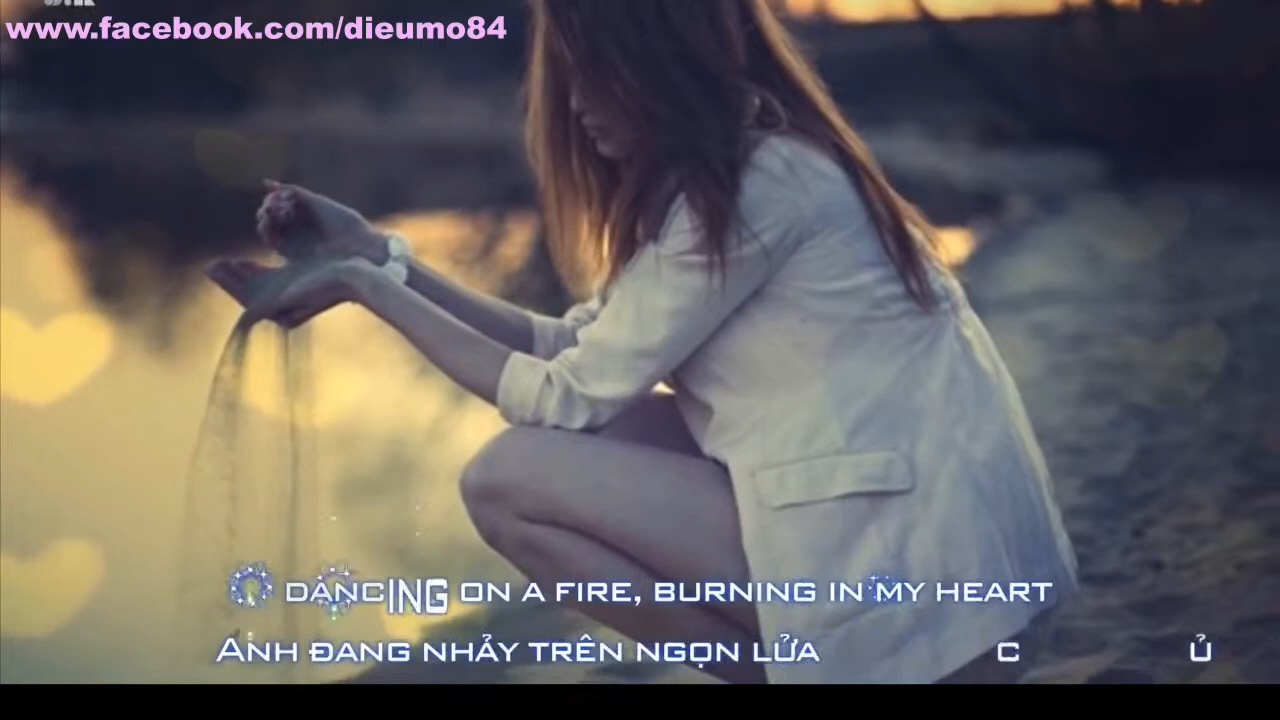 www.facebook.com/dieumo84
O DANCING ON A FIRE, BURNING IN MY HEART
ANH ĐANG NHẢY TRÊN NGỌN LỬA C Ủ